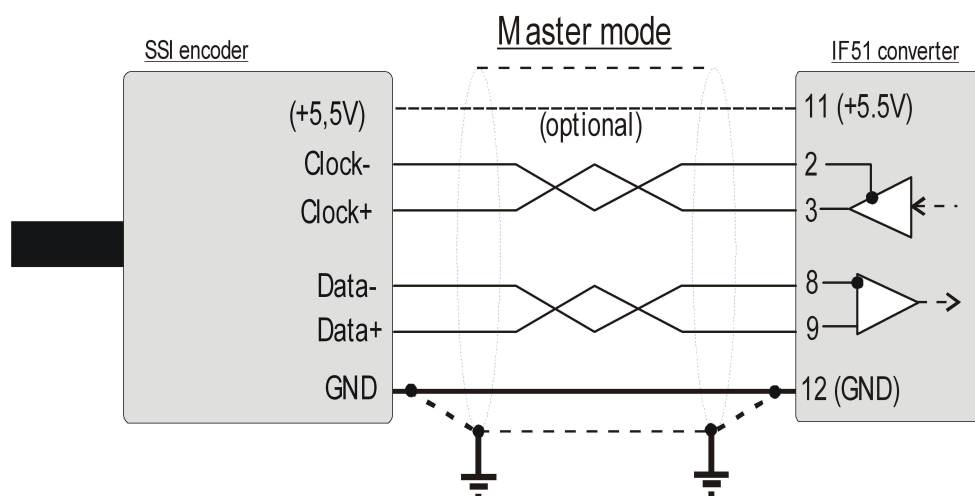 Master mode
SSI encoder
IF51 converter
(+5,5V)
11 (+5.5V)
(optional)
Clock-
2
Clock+
3
Data-
8
Data+
9
GND
12 (GND)